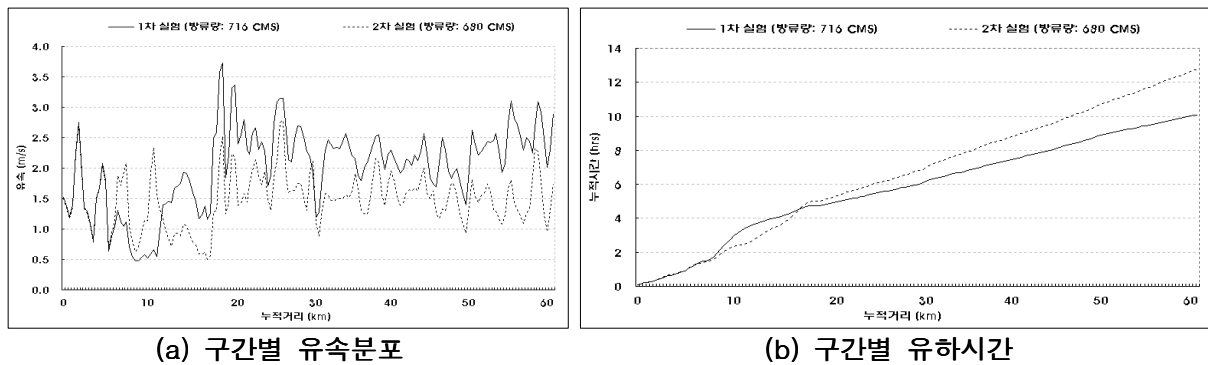 1차 실험 (방류량: 716 CMS)
2차 실험 (방류량: 680 CMS)
유속 (m/s)
4.0
3.5
3.0
2.5
2.0
1.5
1.0
0.5
0.0
0 10 20 30 40 50 60
누적거리 (km)
(a) 구간별 유속분포
1차 실험 (방류량: 716 CMS)
2차 실험 (방류량: 680 CMS)
누적시간 (hrs)
14
12
10
8
6
4
2
0
0 10 20 30 40 50 60
누적거리 (km)
(b) 구간별 유하시간